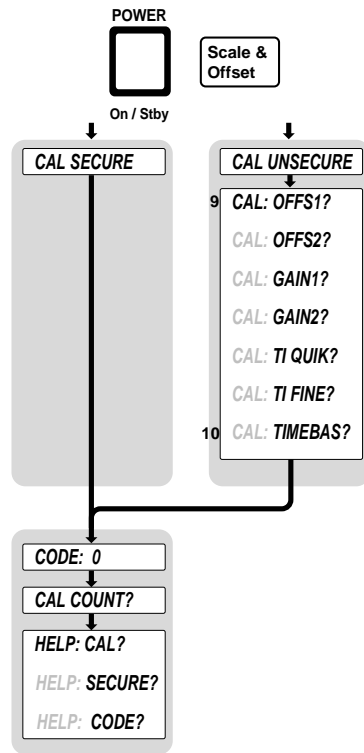 POWER
Scale &
Offset
On / Stby
CAL SECURE
CAL UNSECURE
9 CAL: OFFS1?
CAL: OFFS2?
CAL: GAIN1?
CAL: GAIN2?
CAL: TI QUIK?
CAL: TI FINE?
10 CAL: TIMEBAS?
CODE: 0
CAL COUNT?
HELP: CAL?
HELP: SECURE?
HELP: CODE?